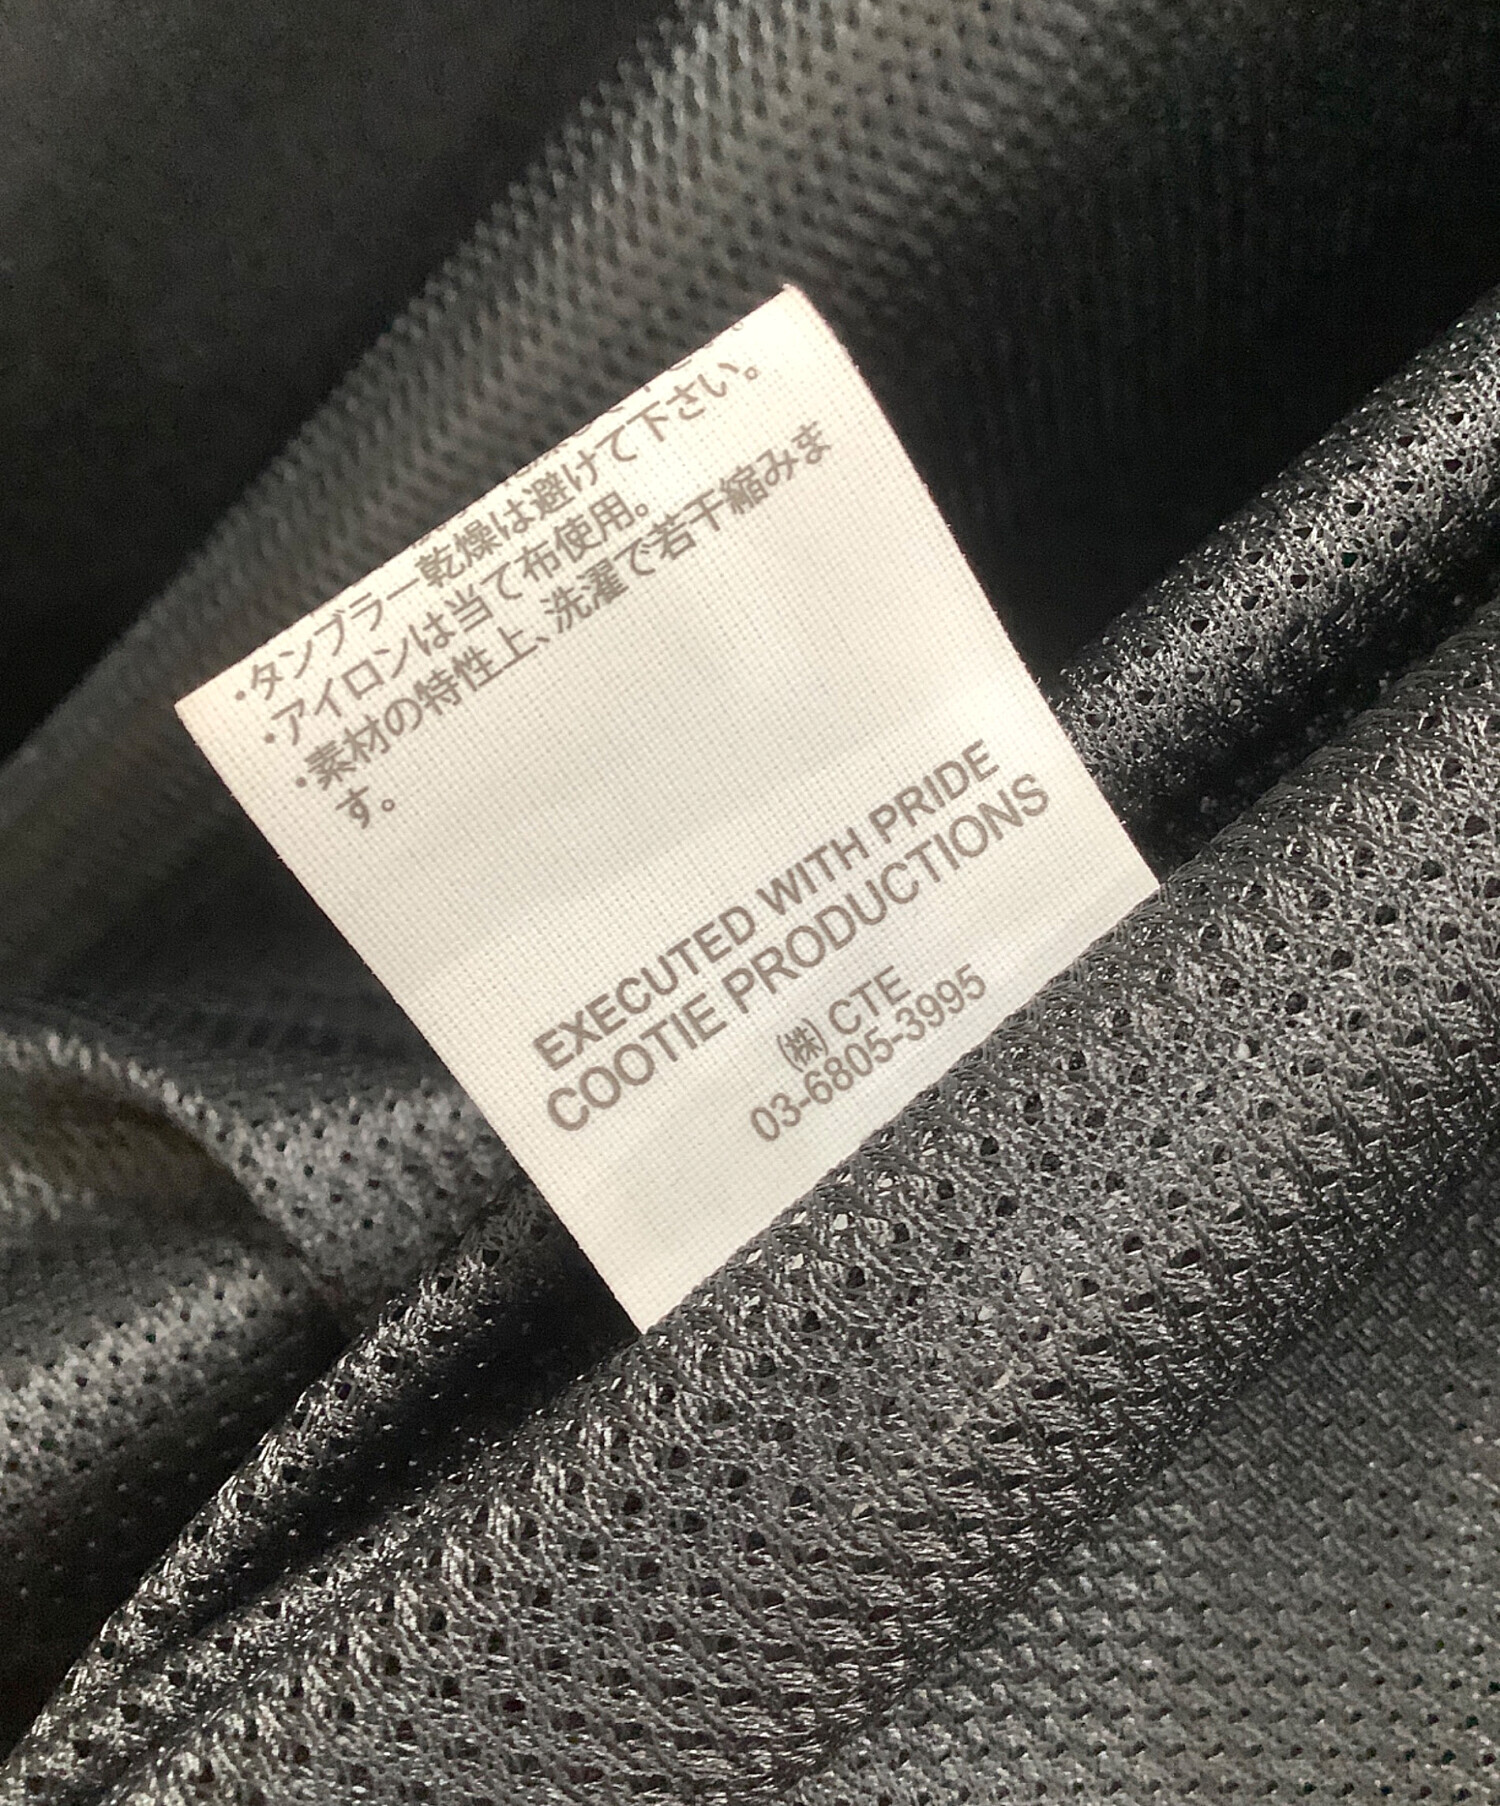 ・タンブラー乾燥は避けて下さい。
・アイロンは当て布使用。
・素材の特性上、洗濯で若干縮みま
す。
EXECUTED WITH PRIDE
COOTIE PRODUCTIONS
㈱ CTE
03-6805-3995